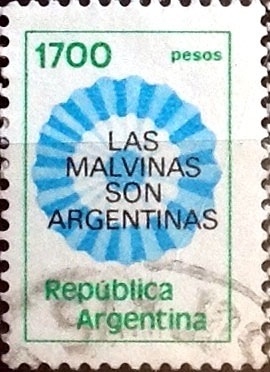 1700 pesos
LAS
MALVINAS
SON
ARGENTINAS
República
Argentina